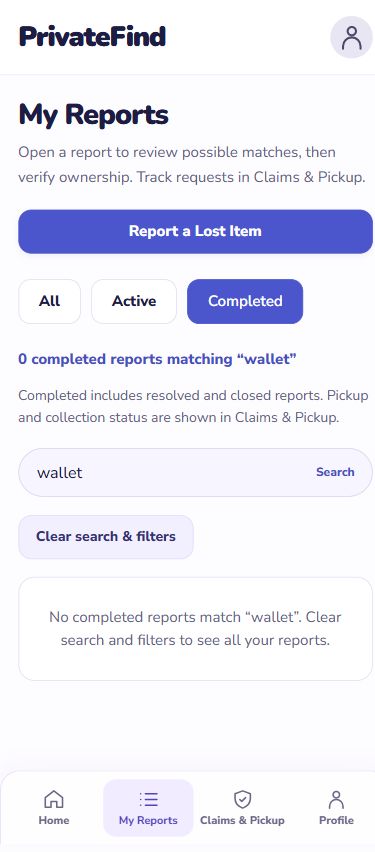 PrivateFind
My Reports
Open a report to review possible matches, then
verify ownership. Track requests in Claims & Pickup.
Report a Lost Item
All
Active
Completed
0 completed reports matching “wallet”
Completed includes resolved and closed reports. Pickup
and collection status are shown in Claims & Pickup.
wallet
Search
Clear search & filters
No completed reports match “wallet”. Clear
search and filters to see all your reports.
Home
My Reports
Claims & Pickup
Profile